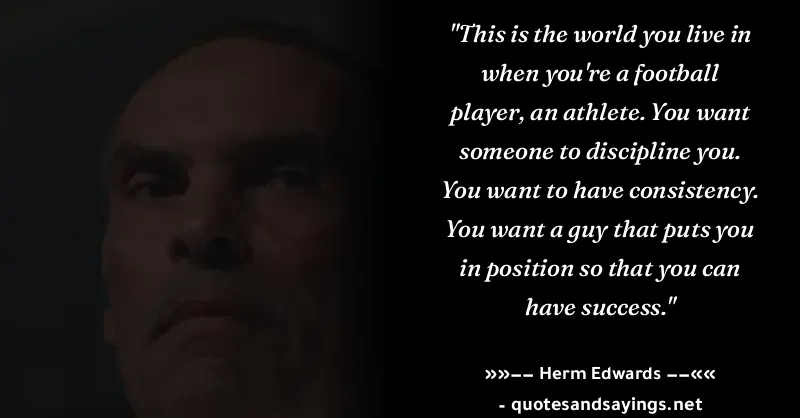 "This is the world you live in
when you're a football
player, an athlete. You want
someone to discipline you.
You want to have consistency.
You want a guy that puts you
in position so that you can
have success."
»»−− Herm Edwards −−««
- quotesandsayings.net